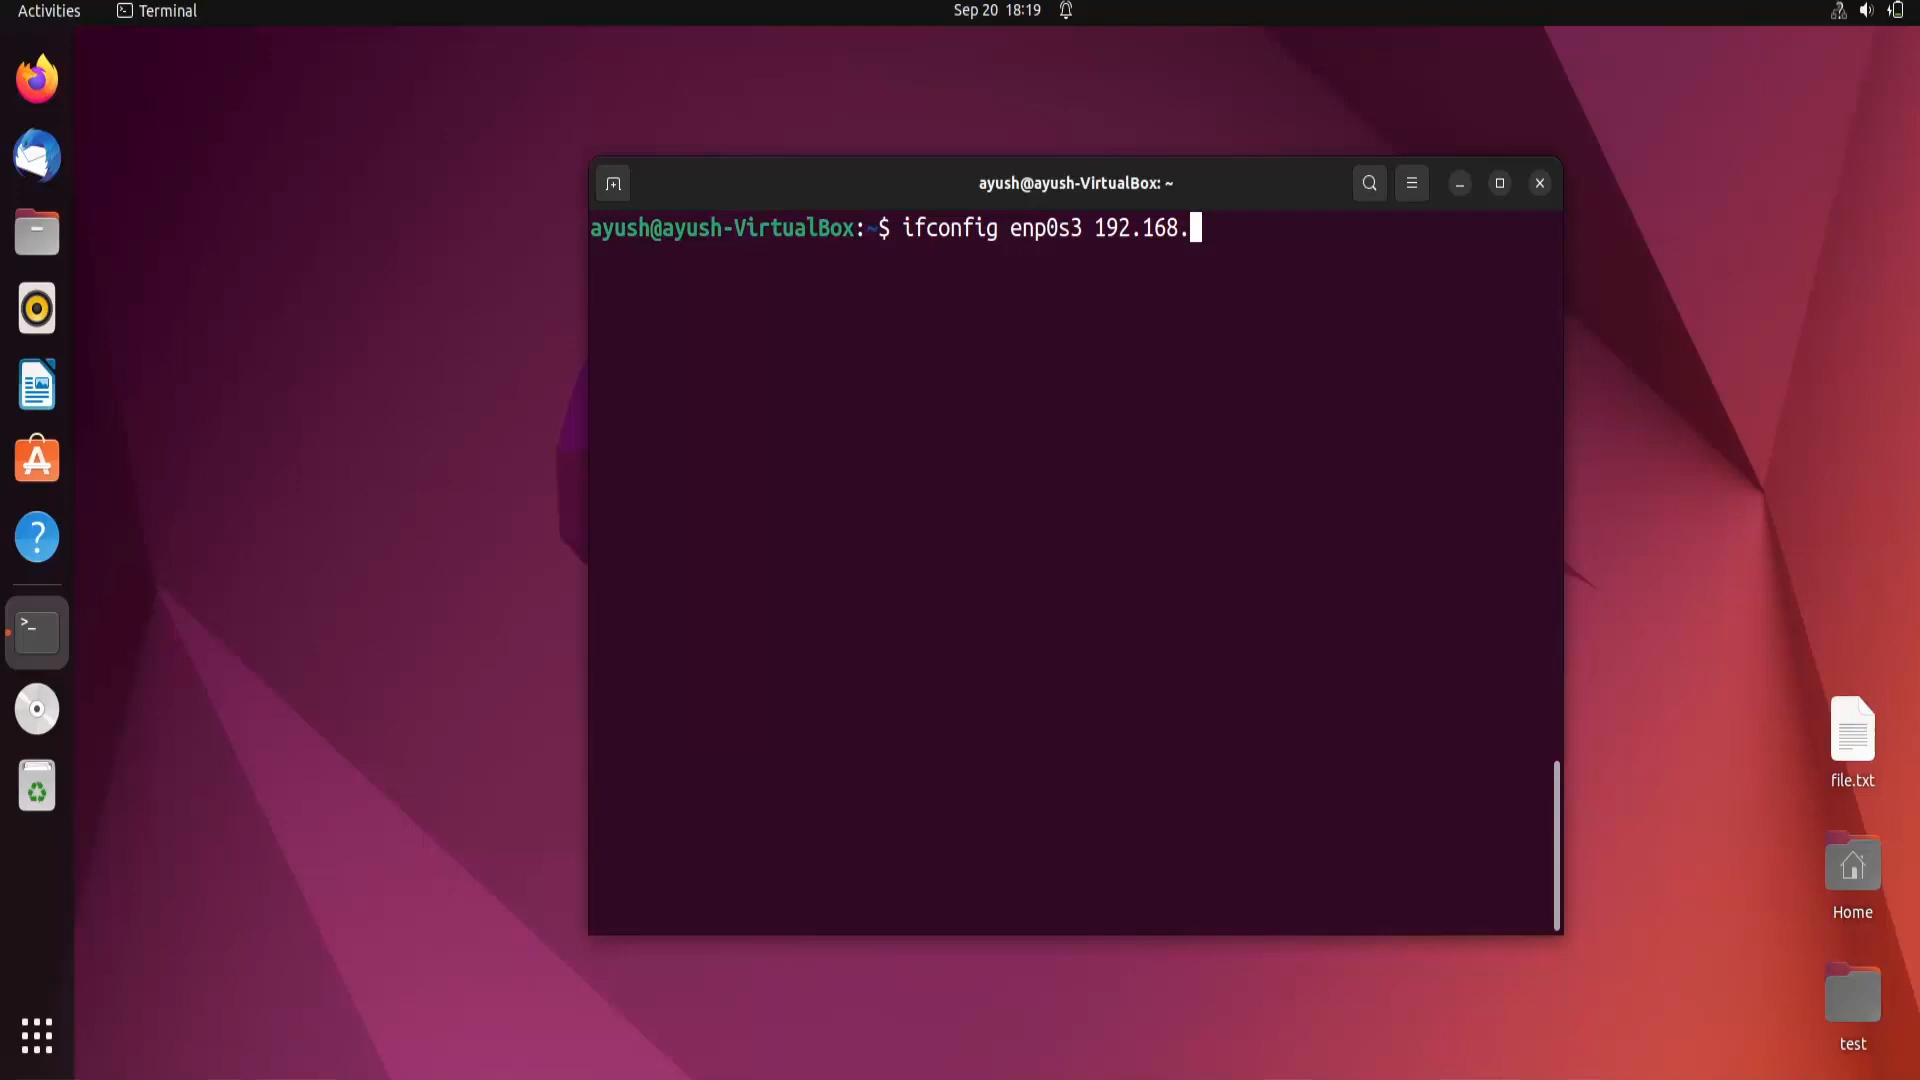 Activities Terminal Sep 20 18:19
ayush@ayush-VirtualBox: ~
ayush@ayush-VirtualBox:~$ ifconfig enp0s3 192.168.
file.txt
Home
test